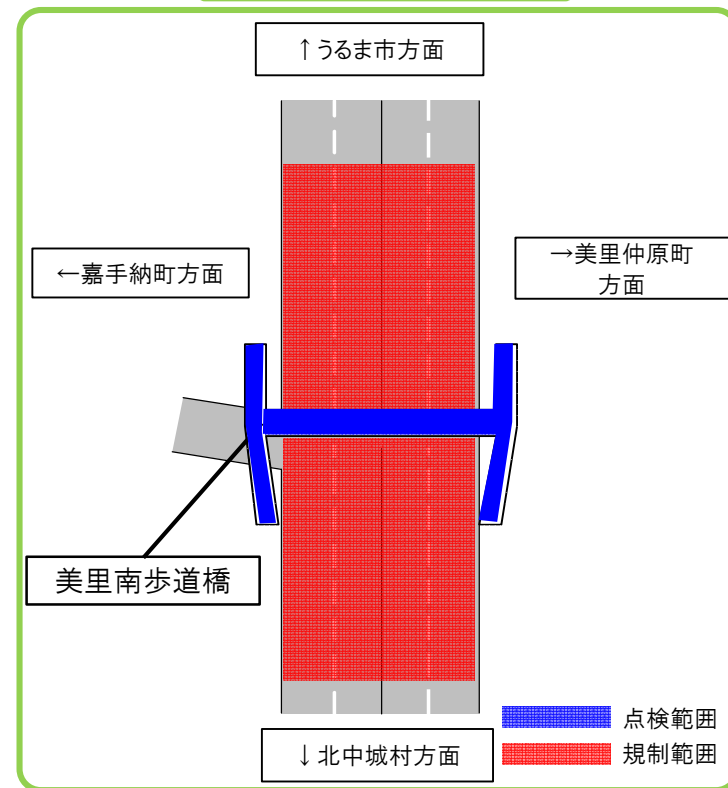 ↑うるま市方面
←嘉手納町方面
→美里仲原町
方面
美里南歩道橋
↓北中城村方面
点検範囲
規制範囲